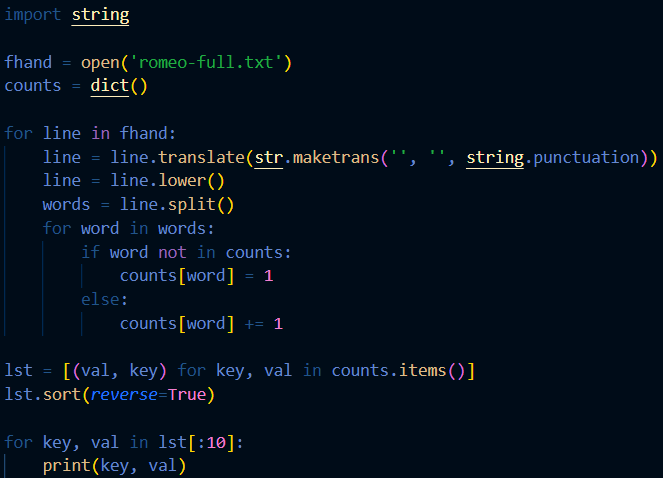 import string

fhand = open('romeo-full.txt')
counts = dict()

for line in fhand:
    line = line.translate(str.maketrans('', '', string.punctuation))
    line = line.lower()
    words = line.split()
    for word in words:
        if word not in counts:
            counts[word] = 1
        else:
            counts[word] += 1

lst = [(val, key) for key, val in counts.items()]
lst.sort(reverse=True)

for key, val in lst[:10]:
    print(key, val)